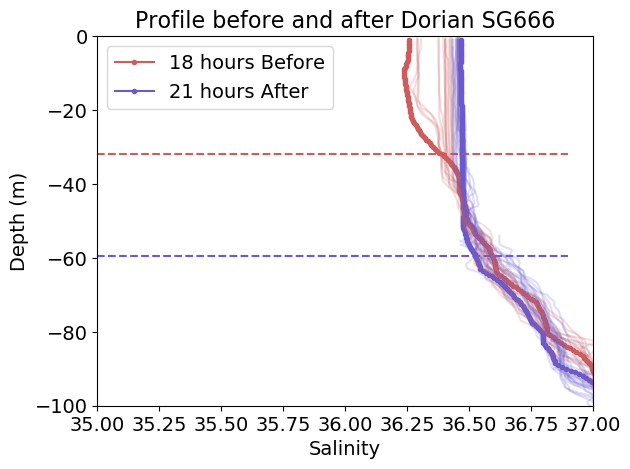 Profile before and after Dorian SG666
18 hours Before
21 hours After
0
−20
−40
−60
−80
−100
Depth (m)
35.00 35.25 35.50 35.75 36.00 36.25 36.50 36.75 37.00
Salinity